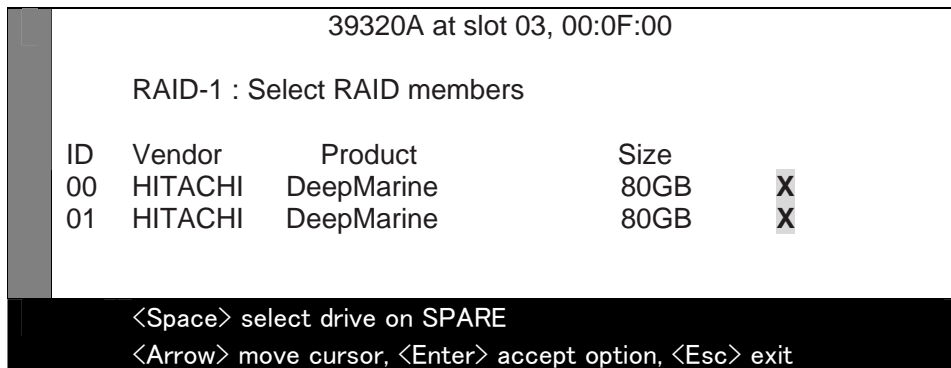 39320A at slot 03, 00:0F:00
RAID-1 : Select RAID members
ID Vendor Product Size
00 HITACHI DeepMarine 80GB X
01 HITACHI DeepMarine 80GB X
<Space> select drive on SPARE
<Arrow> move cursor, <Enter> accept option, <Esc> exit